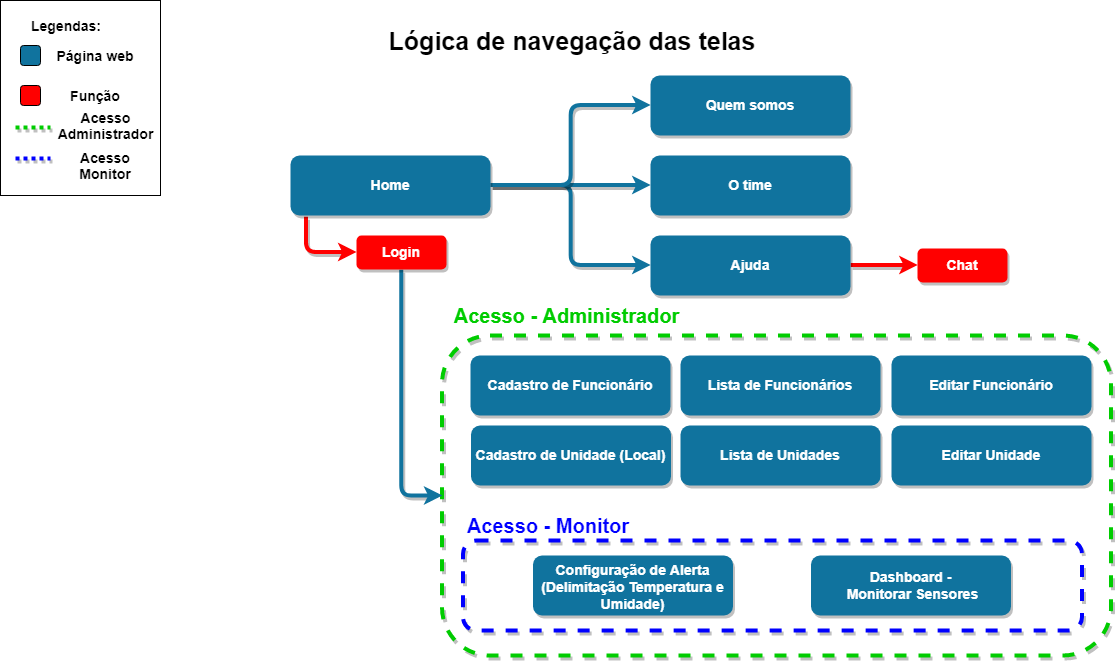 Legendas:
Página web
Função
Acesso
Administrador
Acesso
Monitor
Lógica de navegação das telas
Quem somos
Home
O time
Login
Ajuda
Chat
Acesso - Administrador
Cadastro de Funcionário
Lista de Funcionários
Editar Funcionário
Cadastro de Unidade (Local)
Lista de Unidades
Editar Unidade
Acesso - Monitor
Configuração de Alerta
(Delimitação Temperatura e
Umidade)
Dashboard -
Monitorar Sensores